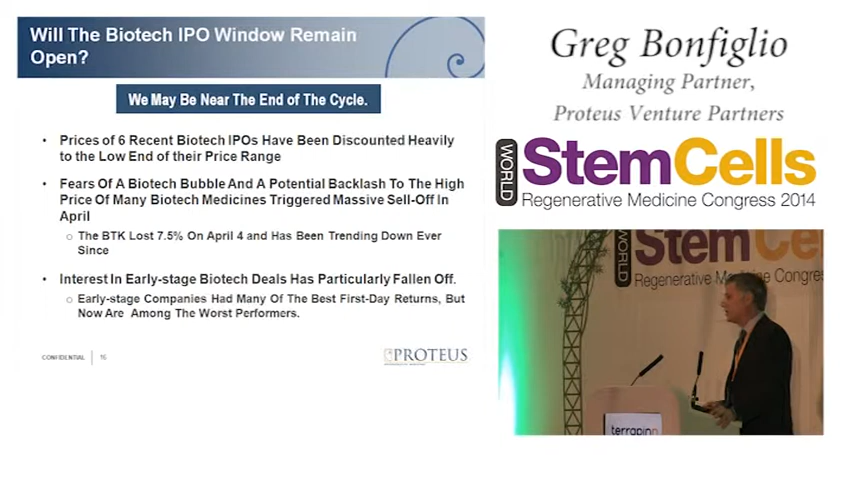 Will The Biotech IPO Window Remain
Open?
We May Be Near The End of The Cycle.
• Prices of 6 Recent Biotech IPOs Have Been Discounted Heavily
to the Low End of their Price Range
• Fears Of A Biotech Bubble And A Potential Backlash To The High
Price Of Many Biotech Medicines Triggered Massive Sell-Off In
April
o The BTK Lost 7.5% On April 4 and Has Been Trending Down Ever
Since
• Interest In Early-stage Biotech Deals Has Particularly Fallen Off.
o Early-stage Companies Had Many Of The Best First-Day Returns, But
Now Are Among The Worst Performers.
CONFIDENTIAL 16
PROTEUS
Greg Bonfiglio
Managing Partner,
Proteus Venture Partners
WORLD
StemCells
Regenerative Medicine Congress 2014
WORLD
StemCe
Regenerative Medicine Congres
terrapinn